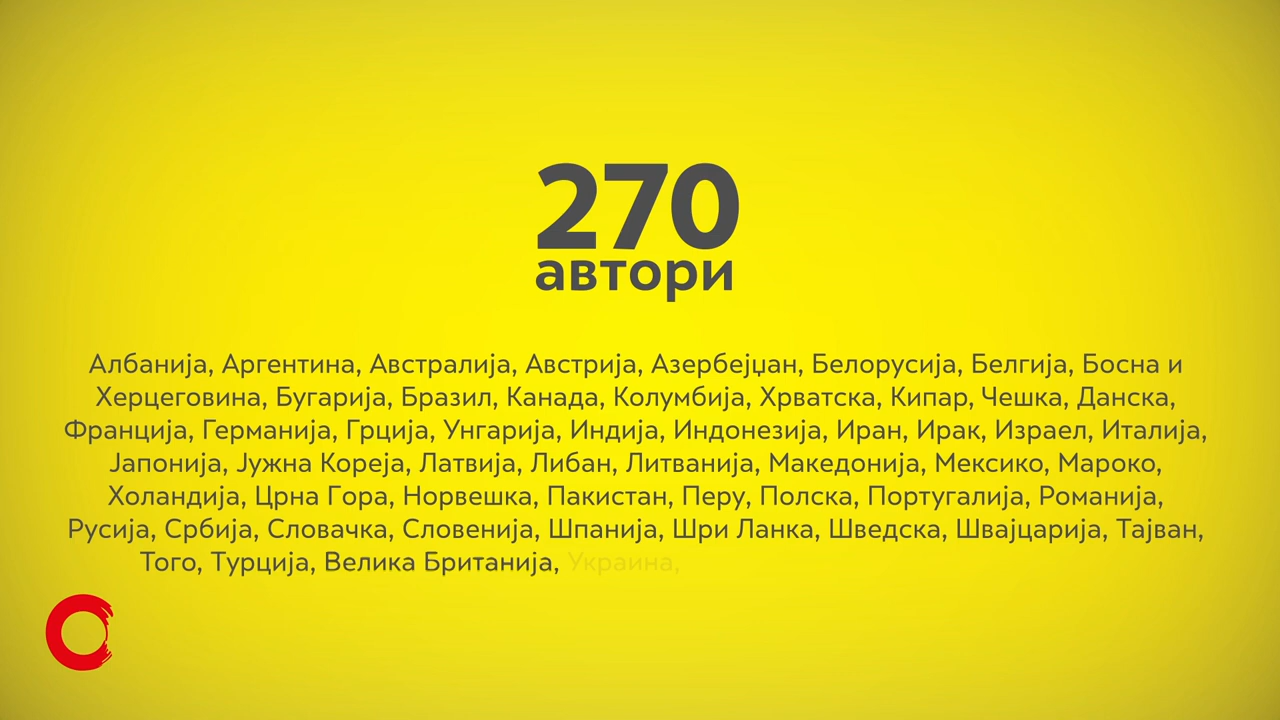 270
автори
Албанија, Аргентина, Австралија, Австрија, Азербејџан, Белорусија, Белгија, Босна и
Херцеговина, Бугарија, Бразил, Канада, Колумбија, Хрватска, Кипар, Чешка, Данска,
Франција, Германија, Грција, Унгарија, Индија, Индонезија, Иран, Ирак, Израел, Италија,
Јапонија, Јужна Кореја, Латвија, Либан, Литванија, Македонија, Мексико, Мароко,
Холандија, Црна Гора, Норвешка, Пакистан, Перу, Полска, Португалија, Романија,
Русија, Србија, Словачка, Словенија, Шпанија, Шри Ланка, Шведска, Швајцарија, Тајван,
Того, Турција, Велика Британија, Украина,